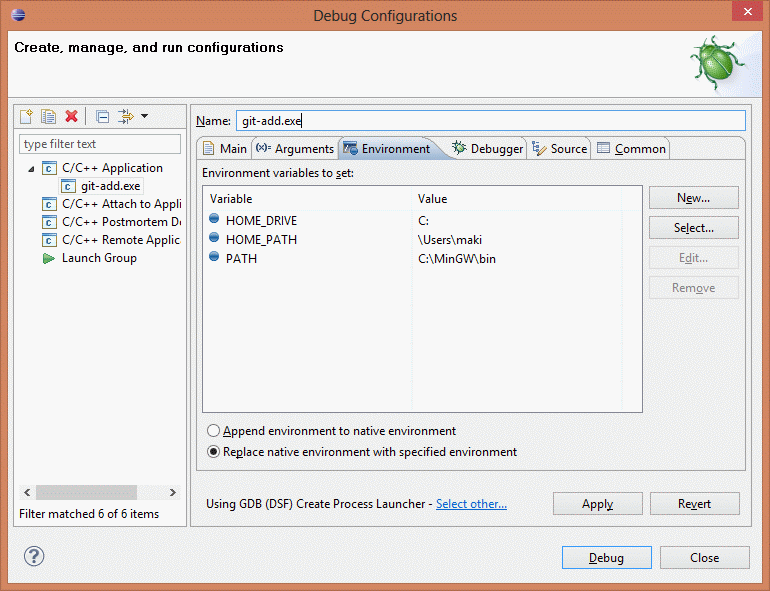 Debug Configurations
Create, manage, and run configurations
type filter text
C/C++ Application
git-add.exe
C/C++ Attach to Appli
C/C++ Postmortem De
C/C++ Remote Applic
Launch Group
Filter matched 6 of 6 items
Name: git-add.exe
Main Arguments Environment Debugger Source Common
Environment variables to set:
Variable Value
HOME_DRIVE C:
HOME_PATH \Users\maki
PATH C:\MinGW\bin
New...
Select...
Edit...
Remove
Append environment to native environment
Replace native environment with specified environment
Using GDB (DSF) Create Process Launcher - Select other...
Apply Revert
Debug Close